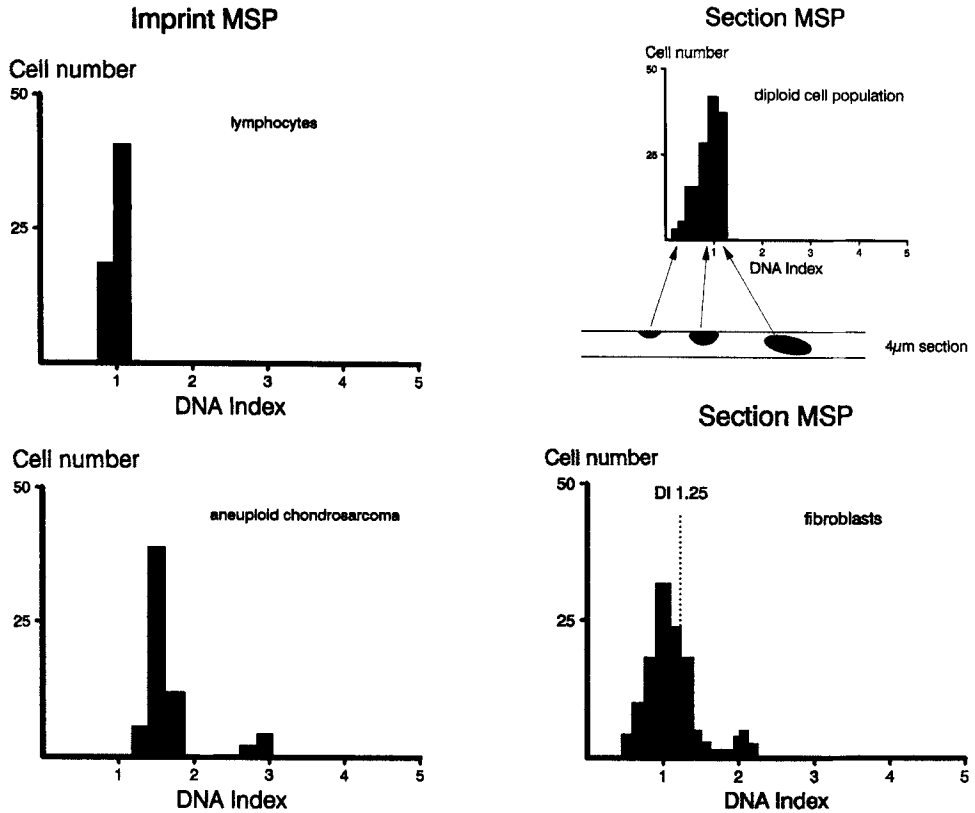 Imprint MSP
Cell number
50
lymphocytes
25
1 2 3 4 5
DNA Index
Section MSP
Cell number
50
diploid cell population
25
1 2 3 4 5
DNA Index
4μm section
Cell number
50
aneuploid chondrosarcoma
25
1 2 3 4 5
DNA Index
Section MSP
Cell number
50
DI 1.25
fibroblasts
25
1 2 3 4 5
DNA Index